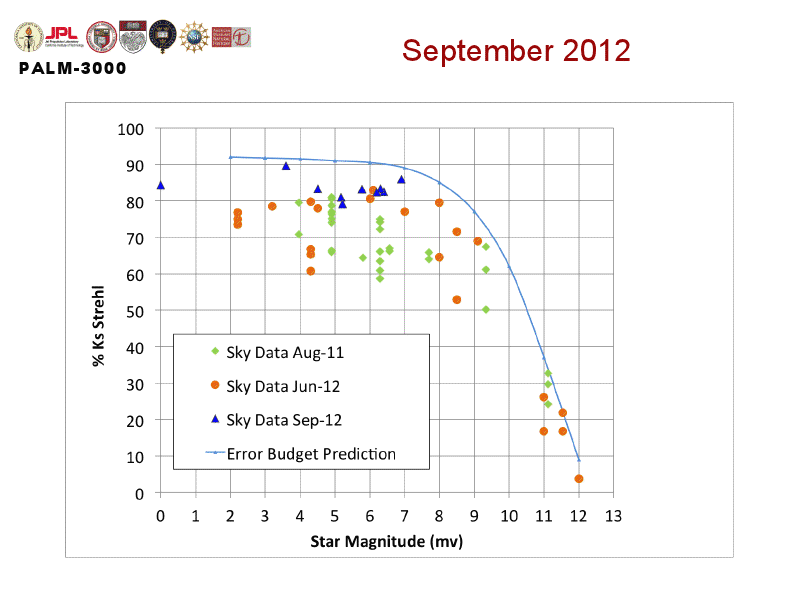 JPL
PALM-3000
September 2012
100
90
80
70
60
50
40
30
20
10
0
% Ks Strehl
Sky Data Aug-11
Sky Data Jun-12
Sky Data Sep-12
Error Budget Prediction
0 1 2 3 4 5 6 7 8 9 10 11 12 13
Star Magnitude (mv)